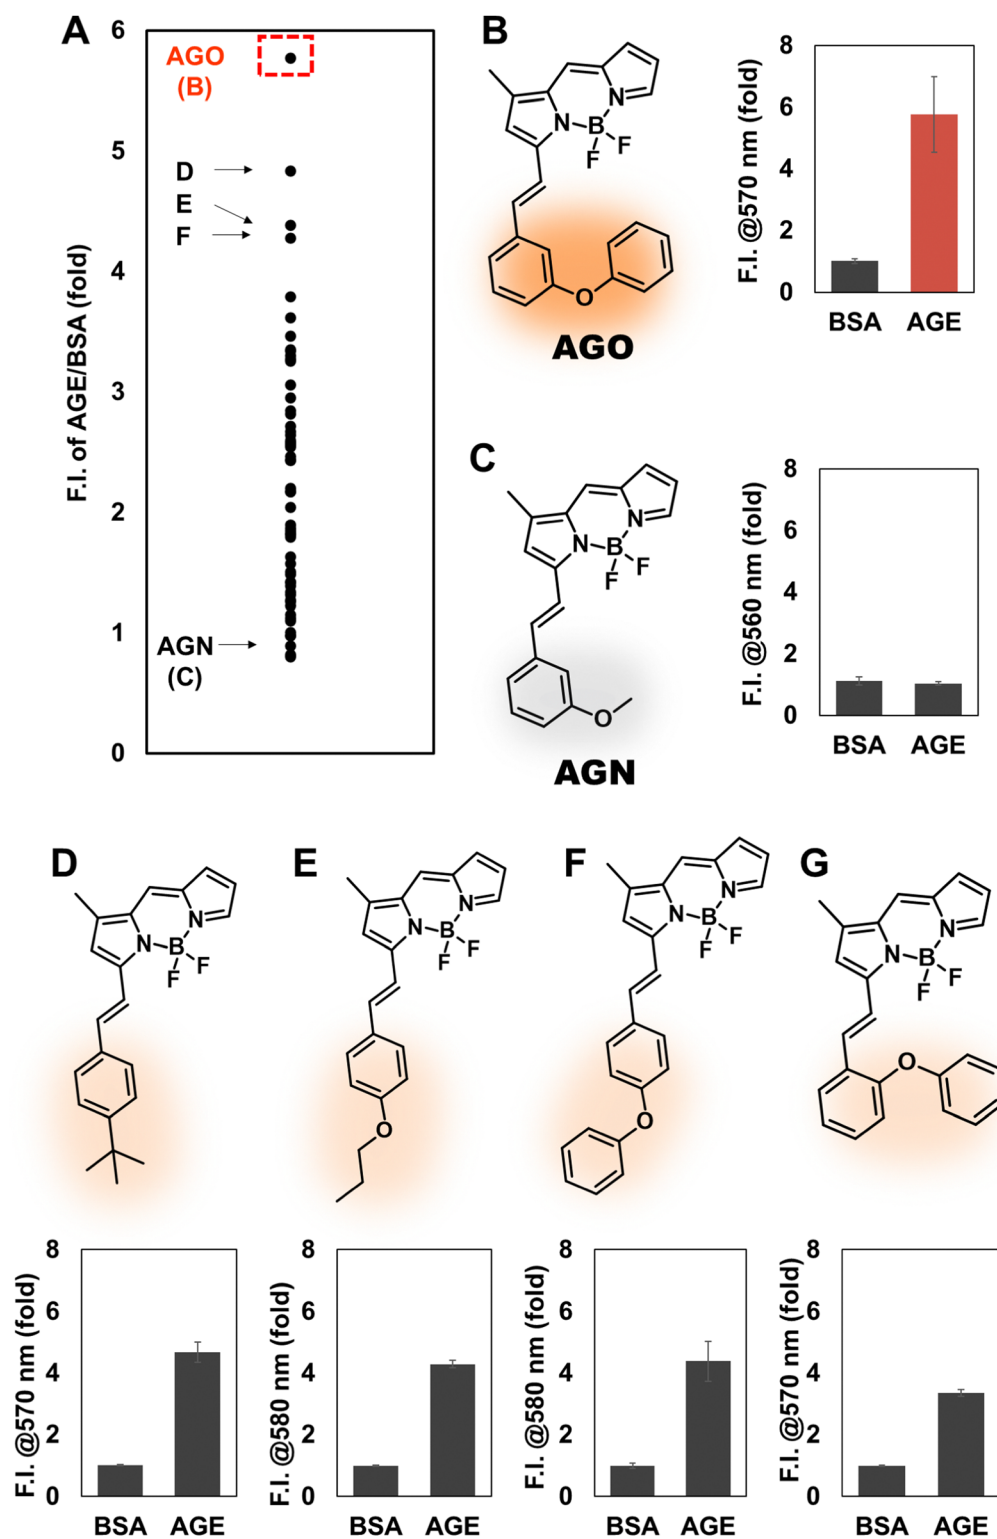 A
6
5
4
3
2
1
0
F.I. of AGE/BSA (fold)
AGO
(B)
D
E
F
AGN
(C)
B
N
N
B
F
F
O
AGO
F.I. @570 nm (fold)
8
6
4
2
0
BSA AGE
C
N
N
B
F
F
O
AGN
F.I. @560 nm (fold)
8
6
4
2
0
BSA AGE
D
N
N
B
F
F
F.I. @570 nm (fold)
8
6
4
2
0
BSA AGE
E
N
N
B
F
F
O
F.I. @580 nm (fold)
8
6
4
2
0
BSA AGE
F
N
N
B
F
F
O
F.I. @580 nm (fold)
8
6
4
2
0
BSA AGE
G
N
N
B
F
F
O
F.I. @570 nm (fold)
8
6
4
2
0
BSA AGE